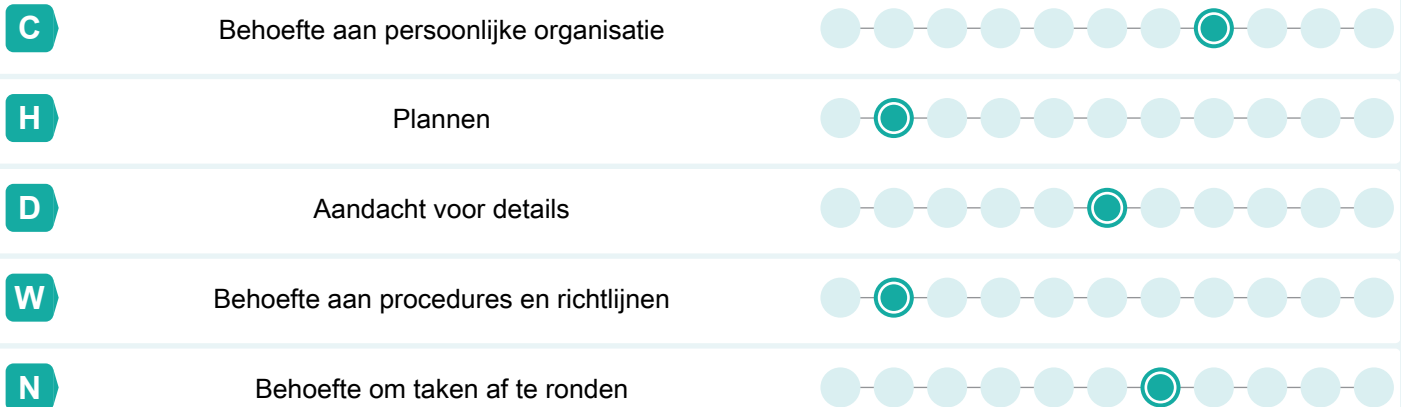 C Behoefte aan persoonlijke organisatie
H Plannen
D Aandacht voor details
W Behoefte aan procedures en richtlijnen
N Behoefte om taken af te ronden